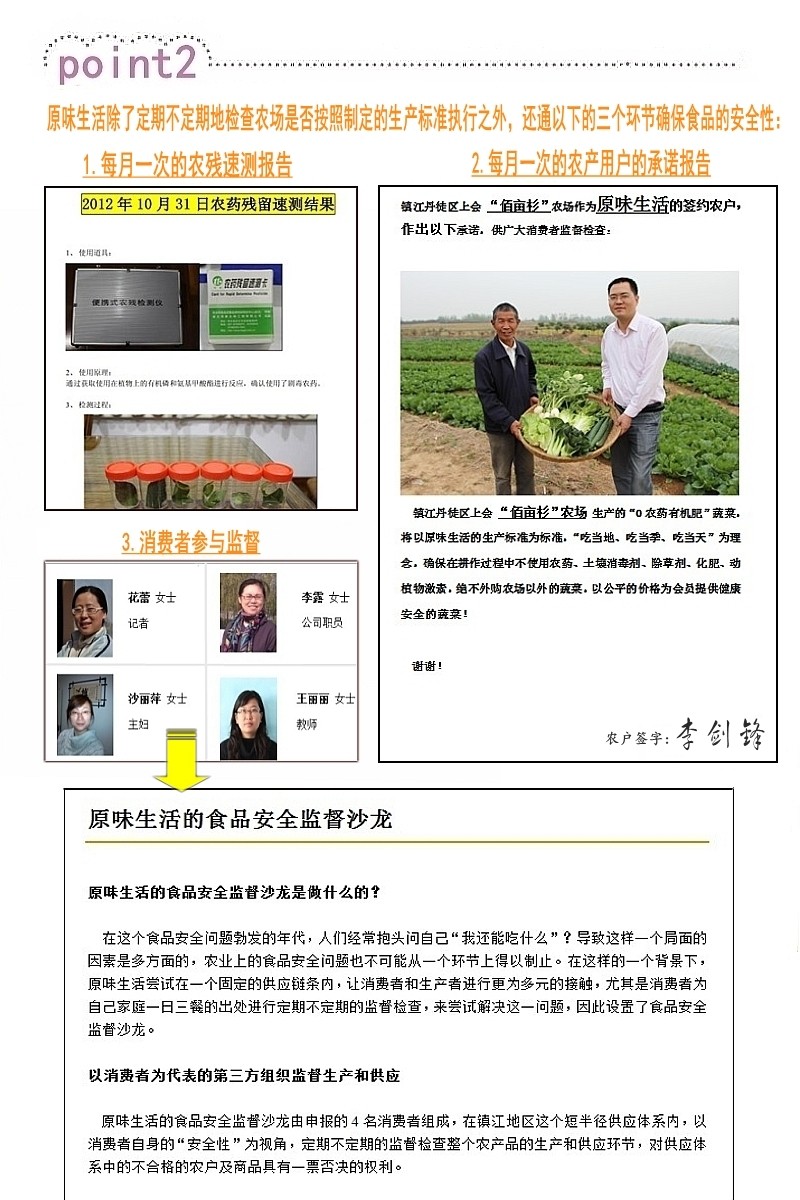 point2
原味生活除了定期不定期地检查农场是否按照制定的生产标准执行之外，还通以下的三个环节确保食品的安全性：
1.每月一次的农残速测报告
2012年10月31日农药残留速测结果
1、使用道具：
便携式农残检测仪
农药残留速测卡
Card for Rapid Determine Pesticide
2、使用原理：
通过获取使用在植物上的有机磷和氨基甲酸酯进行反应，确认使用了剧毒农药。
3、检测过程：
2.每月一次的农产用户的承诺报告
镇江丹徒区上会 “佰亩杉”农场作为原味生活的签约农户，
作出以下承诺，供广大消费者监督检查：
镇江丹徒区上会 “佰亩杉”农场 生产的“0农药有机肥”蔬菜，
将以原味生活的生产标准为标准，“吃当地、吃当季、吃当天”为理
念，确保在耕作过程中不使用农药、土壤消毒剂、除草剂、化肥、动
植物激素，绝不外购农场以外的蔬菜，以公平的价格为会员提供健康
安全的蔬菜！
谢谢！
农户签字：李剑锋
3.消费者参与监督
花蕾 女士
记者
李露 女士
公司职员
沙丽萍 女士
主妇
王丽丽 女士
教师
原味生活的食品安全监督沙龙
原味生活的食品安全监督沙龙是做什么的？
在这个食品安全问题勃发的年代，人们经常抱头问自己“我还能吃什么”？导致这样一个局面的
因素是多方面的，农业上的食品安全问题也不可能从一个环节上得以制止。在这样的一个背景下，
原味生活尝试在一个固定的供应链条内，让消费者和生产者进行更为多元的接触，尤其是消费者为
自己家庭一日三餐的出处进行定期不定期的监督检查，来尝试解决这一问题，因此设置了食品安全
监督沙龙。
以消费者为代表的第三方组织监督生产和供应
原味生活的食品安全监督沙龙由申报的4名消费者组成，在镇江地区这个短半径供应体系内，以
消费者自身的“安全性”为视角，定期不定期的监督检查整个农产品的生产和供应环节，对供应体
系中的不合格的农户及商品具有一票否决的权利。